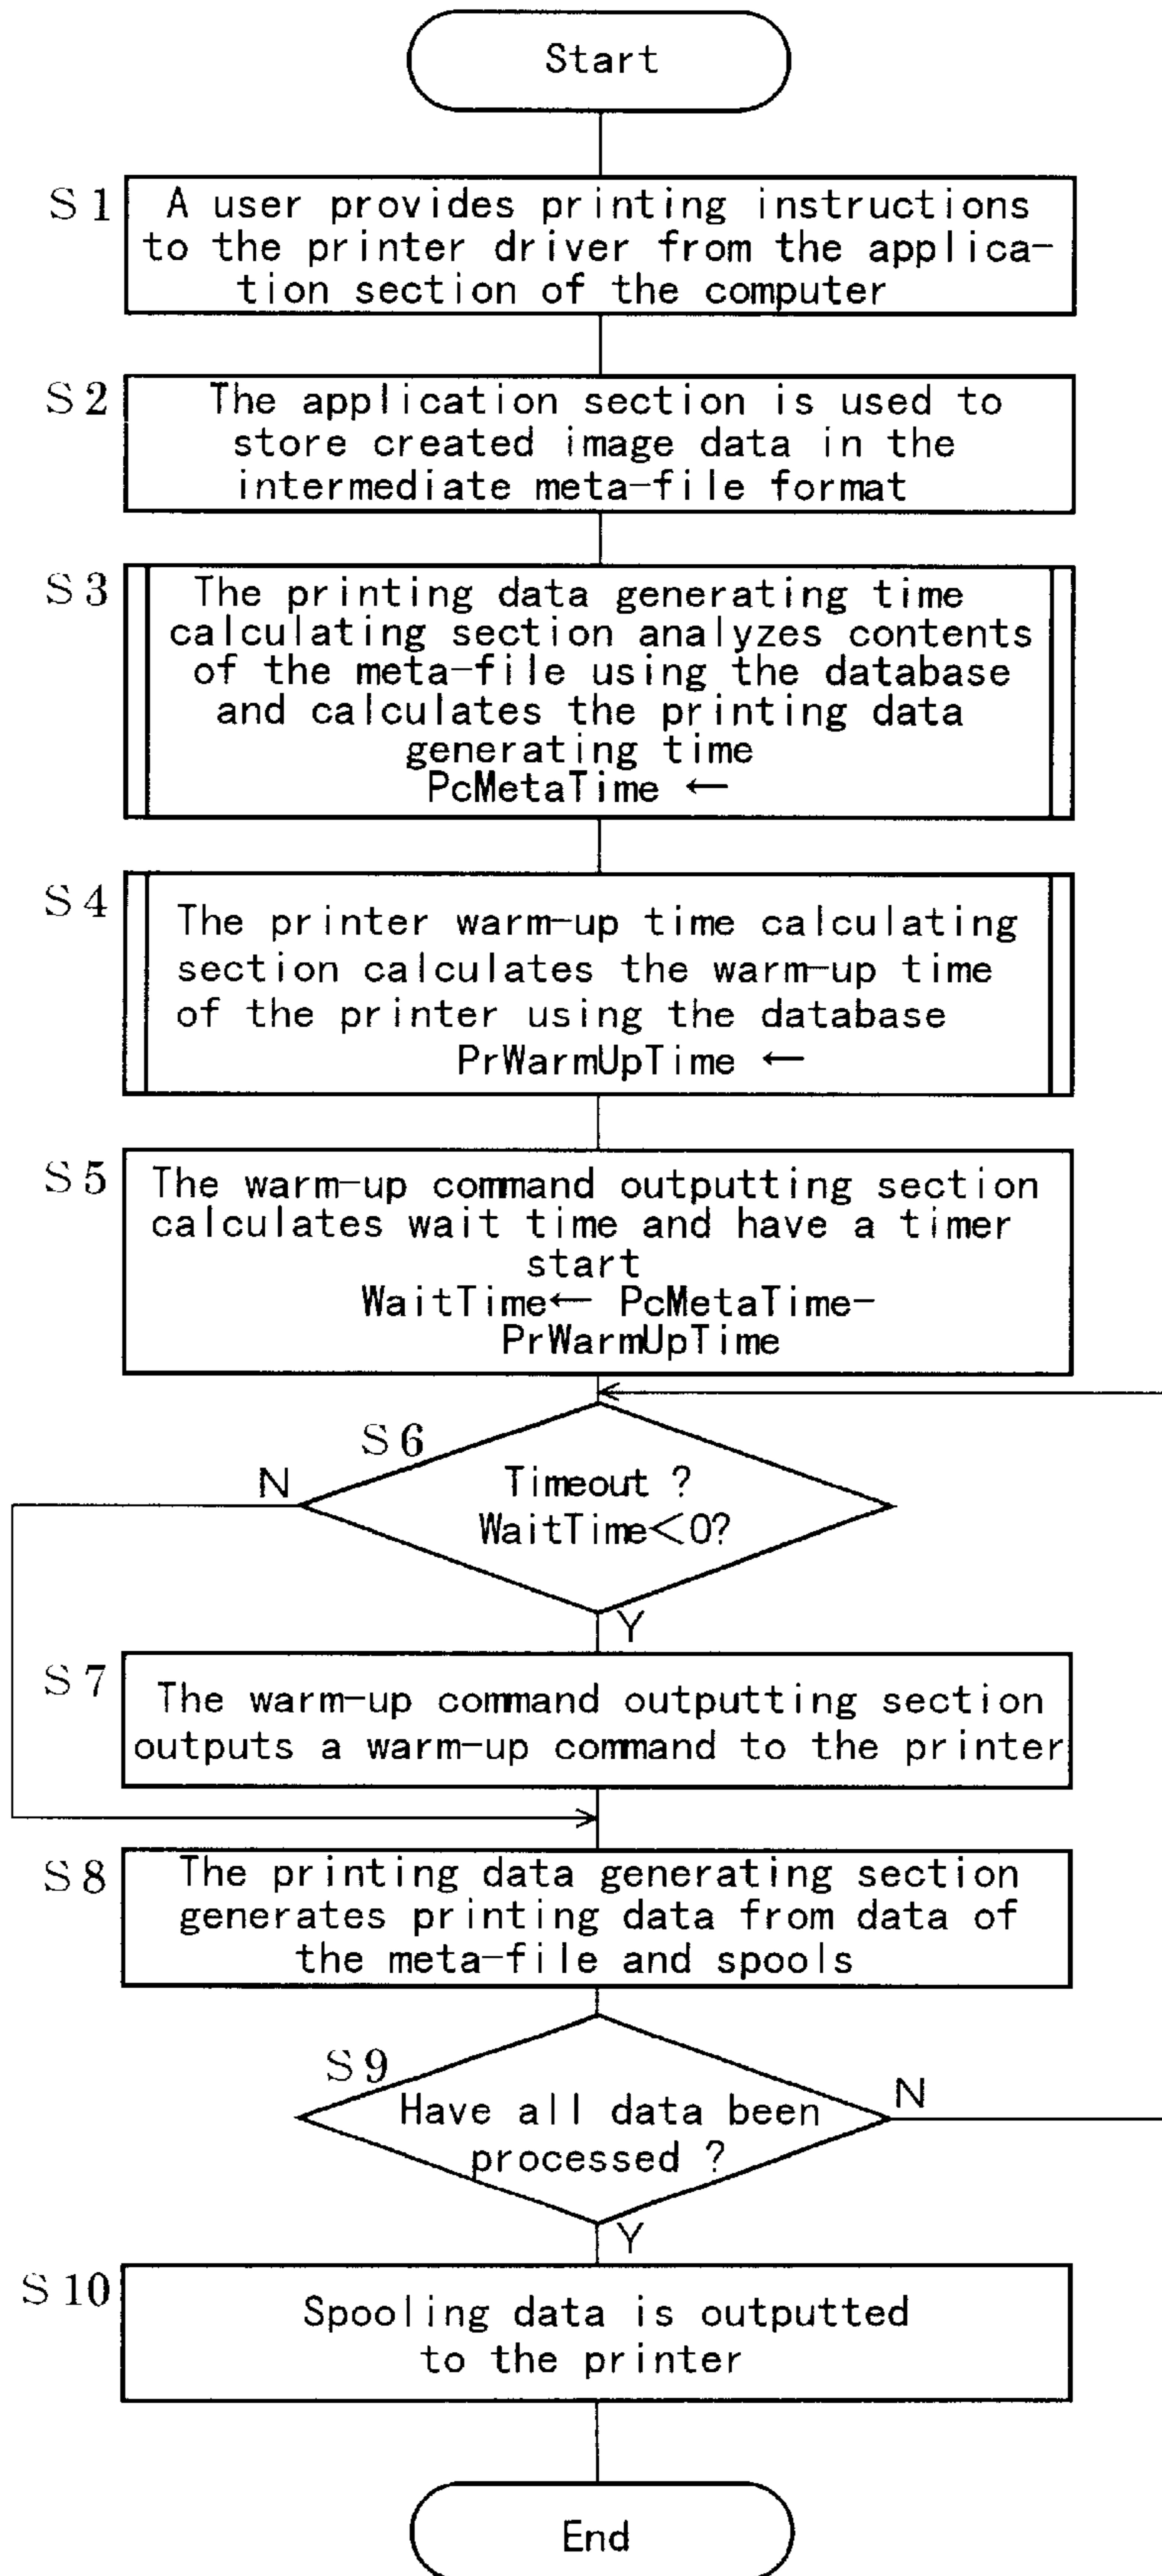 Start
S1
A user provides printing instructions
to the printer driver from the applica-
tion section of the computer
S2
The application section is used to
store created image data in the
intermediate meta-file format
S3
The printing data generating time
calculating section analyzes contents
of the meta-file using the database
and calculates the printing data
generating time
PcMetaTime ←
S4
The printer warm-up time calculating
section calculates the warm-up time
of the printer using the database
PrWarmUpTime ←
S5
The warm-up command outputting section
calculates wait time and have a timer
start
WaitTime← PcMetaTime-
PrWarmUpTime
S6
N
Timeout ?
WaitTime<0?
Y
S7
The warm-up command outputting section
outputs a warm-up command to the printer
S8
The printing data generating section
generates printing data from data of
the meta-file and spools
S9
N
Have all data been
processed ?
Y
S10
Spooling data is outputted
to the printer
End